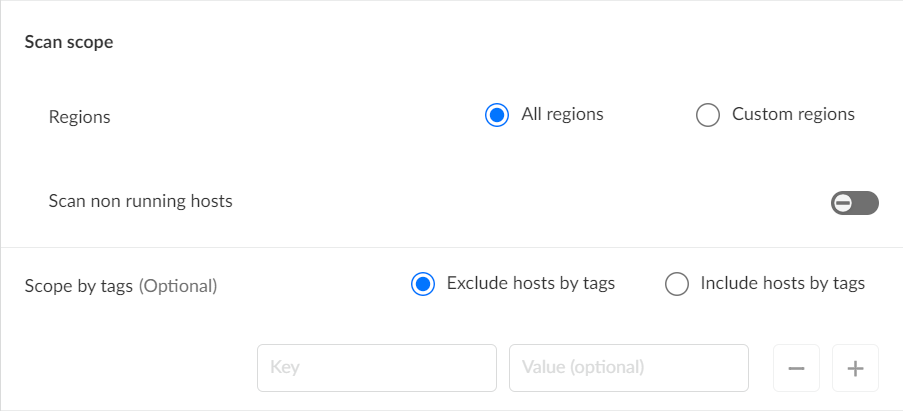 Scan scope
Regions
All regions
Custom regions
Scan non running hosts
Scope by tags (Optional)
Exclude hosts by tags
Include hosts by tags
Key
Value (optional)